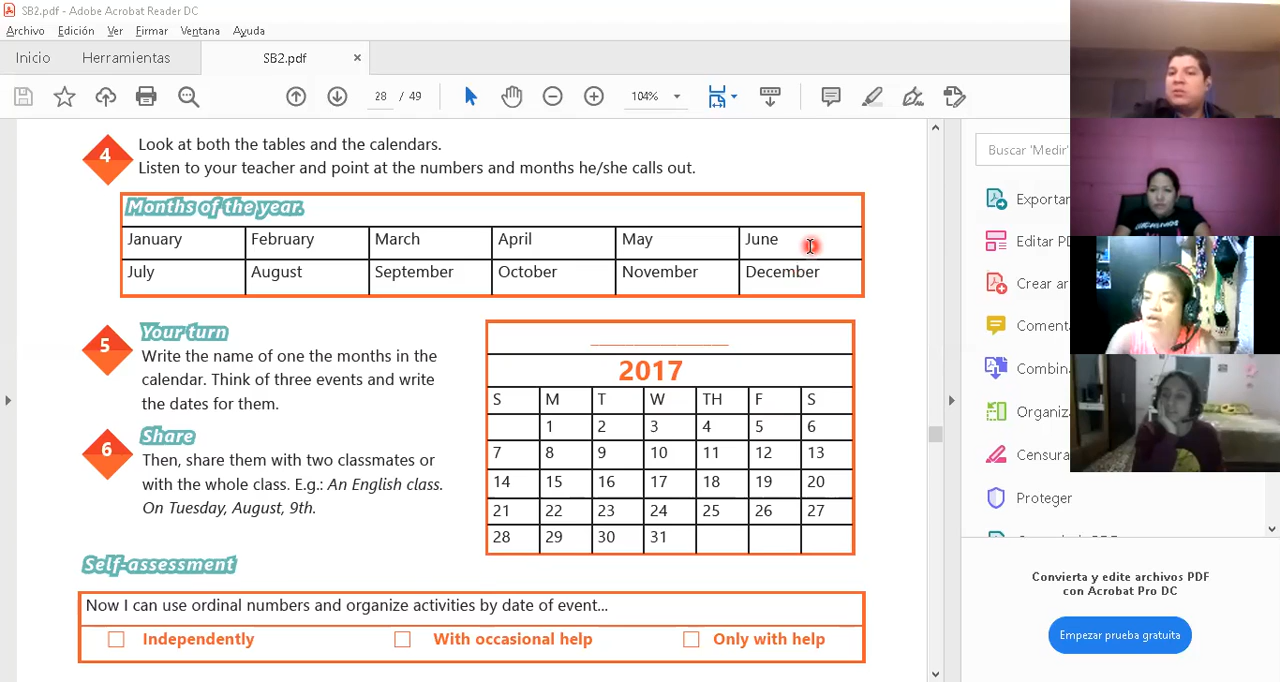 SB2.pdf - Adobe Acrobat Reader DC
Archivo Edición Ver Firmar Ventana Ayuda
Inicio Herramientas SB2.pdf ×
28 / 49 104%
4 Look at both the tables and the calendars.
Listen to your teacher and point at the numbers and months he/she calls out.
Months of the year.
January February March April May June
July August September October November December
5 Your turn
Write the name of one the months in the
calendar. Think of three events and write
the dates for them.
6 Share
Then, share them with two classmates or
with the whole class. E.g.: An English class.
On Tuesday, August, 9th.
2017
S M T W TH F S
1 2 3 4 5 6
7 8 9 10 11 12 13
14 15 16 17 18 19 20
21 22 23 24 25 26 27
28 29 30 31
Self-assessment
Now I can use ordinal numbers and organize activities by date of event...
Independently With occasional help Only with help
Buscar 'Medir'
Exportar
Editar PD
Crear ar
Coment
Combin
Organiz
Censura
Proteger
Convierta y edite archivos PDF
con Acrobat Pro DC
Empezar prueba gratuita